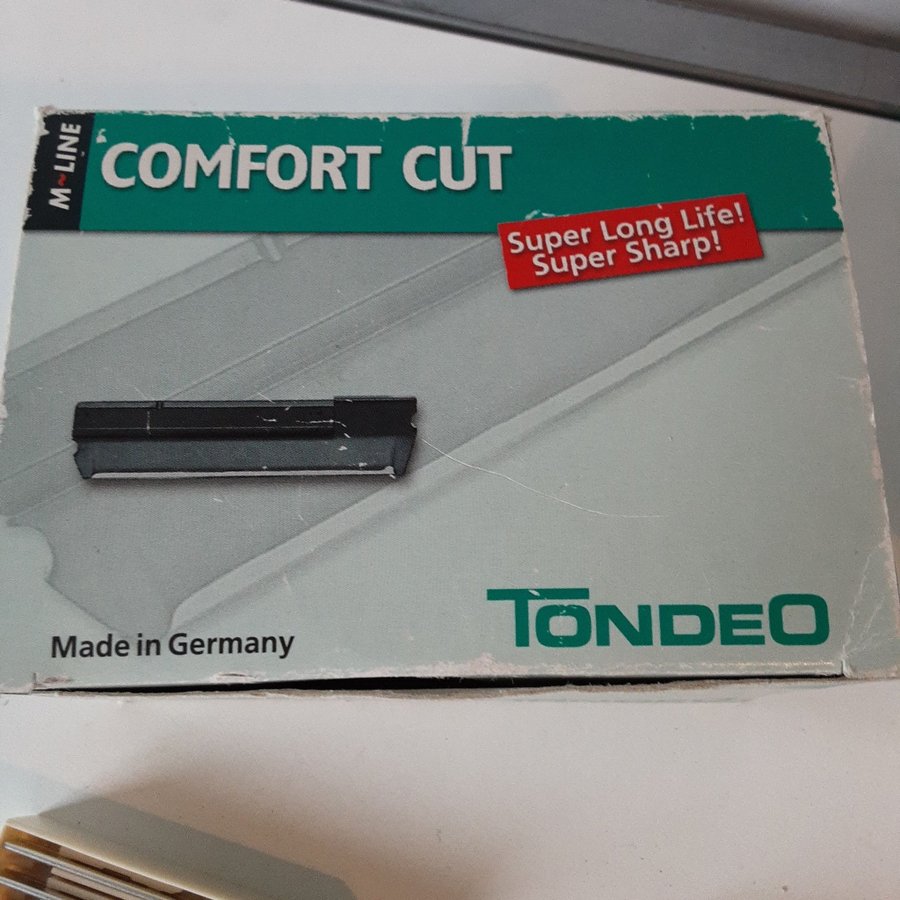 M~LINE
COMFORT CUT
Super Long Life!
Super Sharp!
Made in Germany
TONDEO